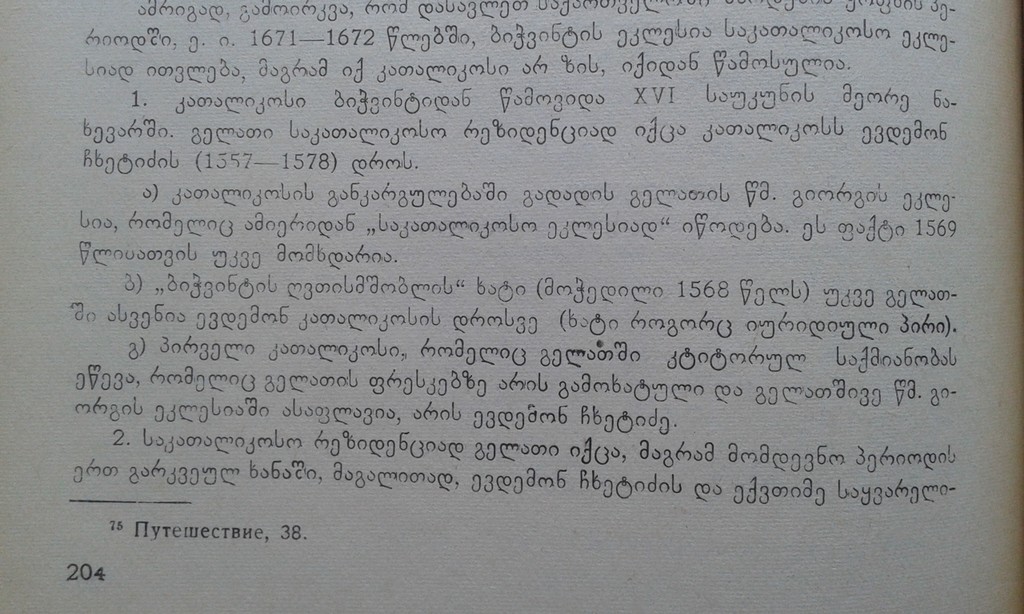 ამრიგად, გამოირკვა, რომ დასავლეთ
რიოდში, ე. ი. 1671—1672 წლებში, ბიჭვინტის ეკლესია საკათალიკოსო ეკლე-
სიად ითვლება, მაგრამ იქ კათალიკოსი არ ზის, იქიდან წამოსულია.
1. კათალიკოსი ბიჭვინტიდან წამოვიდა XVI საუკუნის მეორე ნა-
ხევარში. გელათი საკათალიკოსო რეზიდენციად იქცა კათალიკოსს ევდემონ
ჩხეტიძის (1557—1578) დროს.
ა) კათალიკოსის განკარგულებაში გადადის გელათის წმ. გიორგის ეკლე-
სია, რომელიც ამიერიდან „საკათალიკოსო ეკლესიად“ იწოდება. ეს ფაქტი 1569
წლისათვის უკვე მომხდარია.
ბ) „ბიჭვინტის ღვთისმშობლის“ ხატი (მოჭედილი 1568 წელს) უკვე გელათ-
ში ასვენია ევდემონ კათალიკოსის დროსვე (ხატი როგორც იურიდიული პირი).
გ) პირველი კათალიკოსი, რომელიც გელათში კტიტორულ საქმიანობას
ეწევა, რომელიც გელათის ფრესკებზე არის გამოხატული და გელათშივე წმ. გი-
ორგის ეკლესიაში ასაფლავია, არის ევდემონ ჩხეტიძე.
2. საკათალიკოსო რეზიდენციად გელათი იქცა, მაგრამ მომდევნო პერიოდის
ერთ გარკვეულ ხანაში, მაგალითად, ევდემონ ჩხეტიძის და ექვთიმე საყვარელი-
75 Путешествие, 38.
204